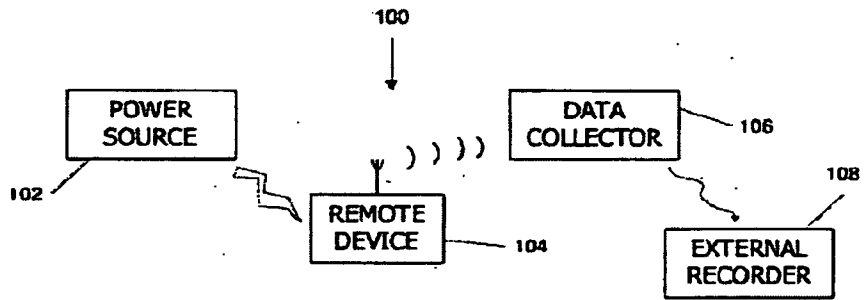 100
POWER
SOURCE
102
DATA
COLLECTOR
106
REMOTE
DEVICE
104
108
EXTERNAL
RECORDER